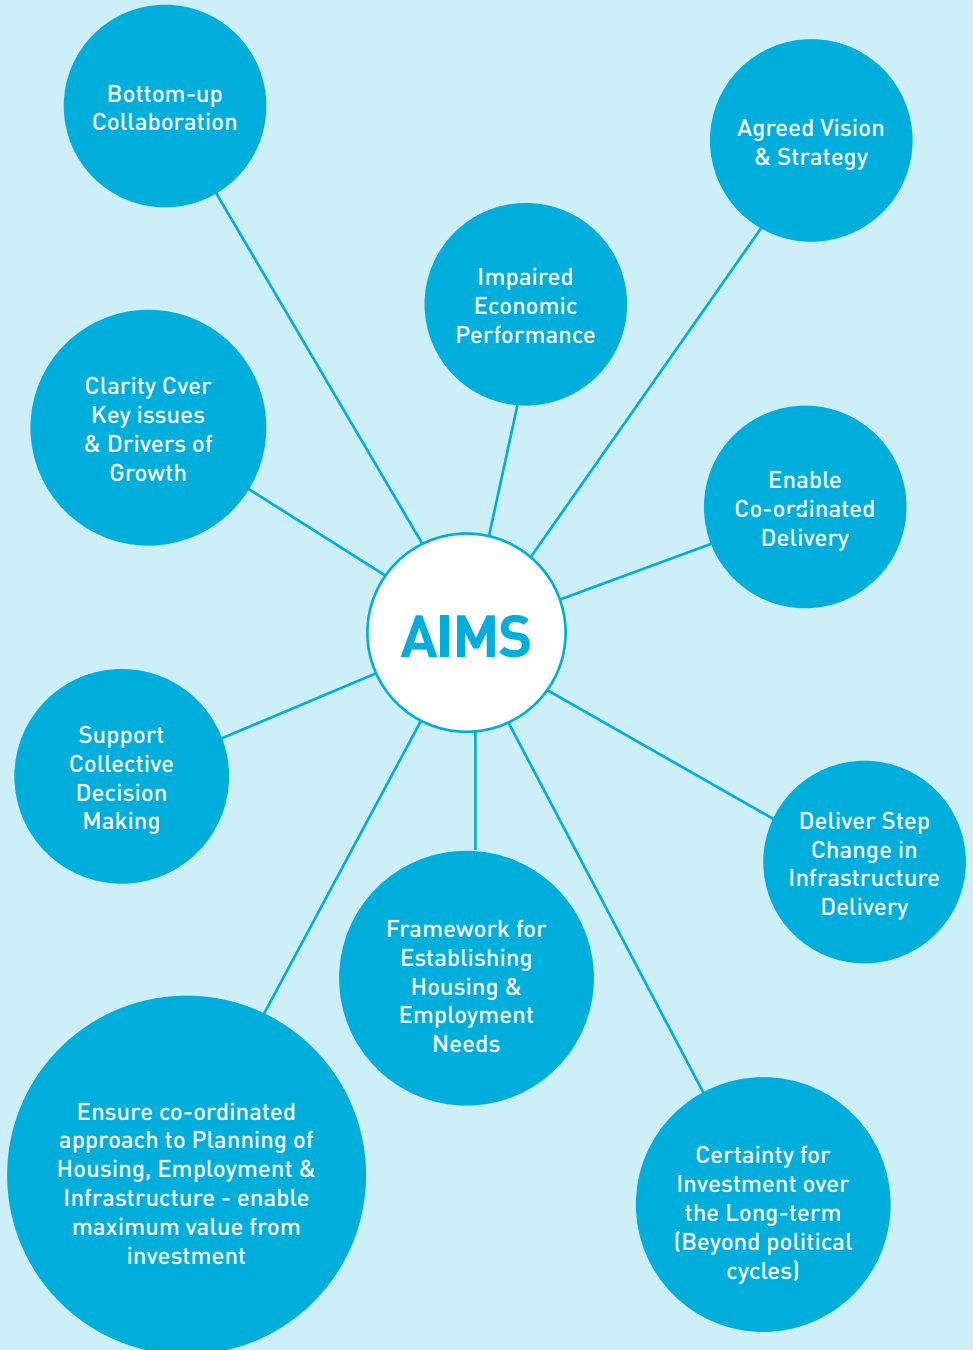 Bottom-up
Collaboration
Agreed Vision
& Strategy
Impaired
Economic
Performance
Clarity Cver
Key issues
& Drivers of
Growth
Enable
Co-ordinated
Delivery
AIMS
Support
Collective
Decision
Making
Deliver Step
Change in
Infrastructure
Delivery
Framework for
Establishing
Housing &
Employment
Needs
Ensure co-ordinated
approach to Planning of
Housing, Employment &
Infrastructure - enable
maximum value from
investment
Certainty for
Investment over
the Long-term
(Beyond political
cycles)